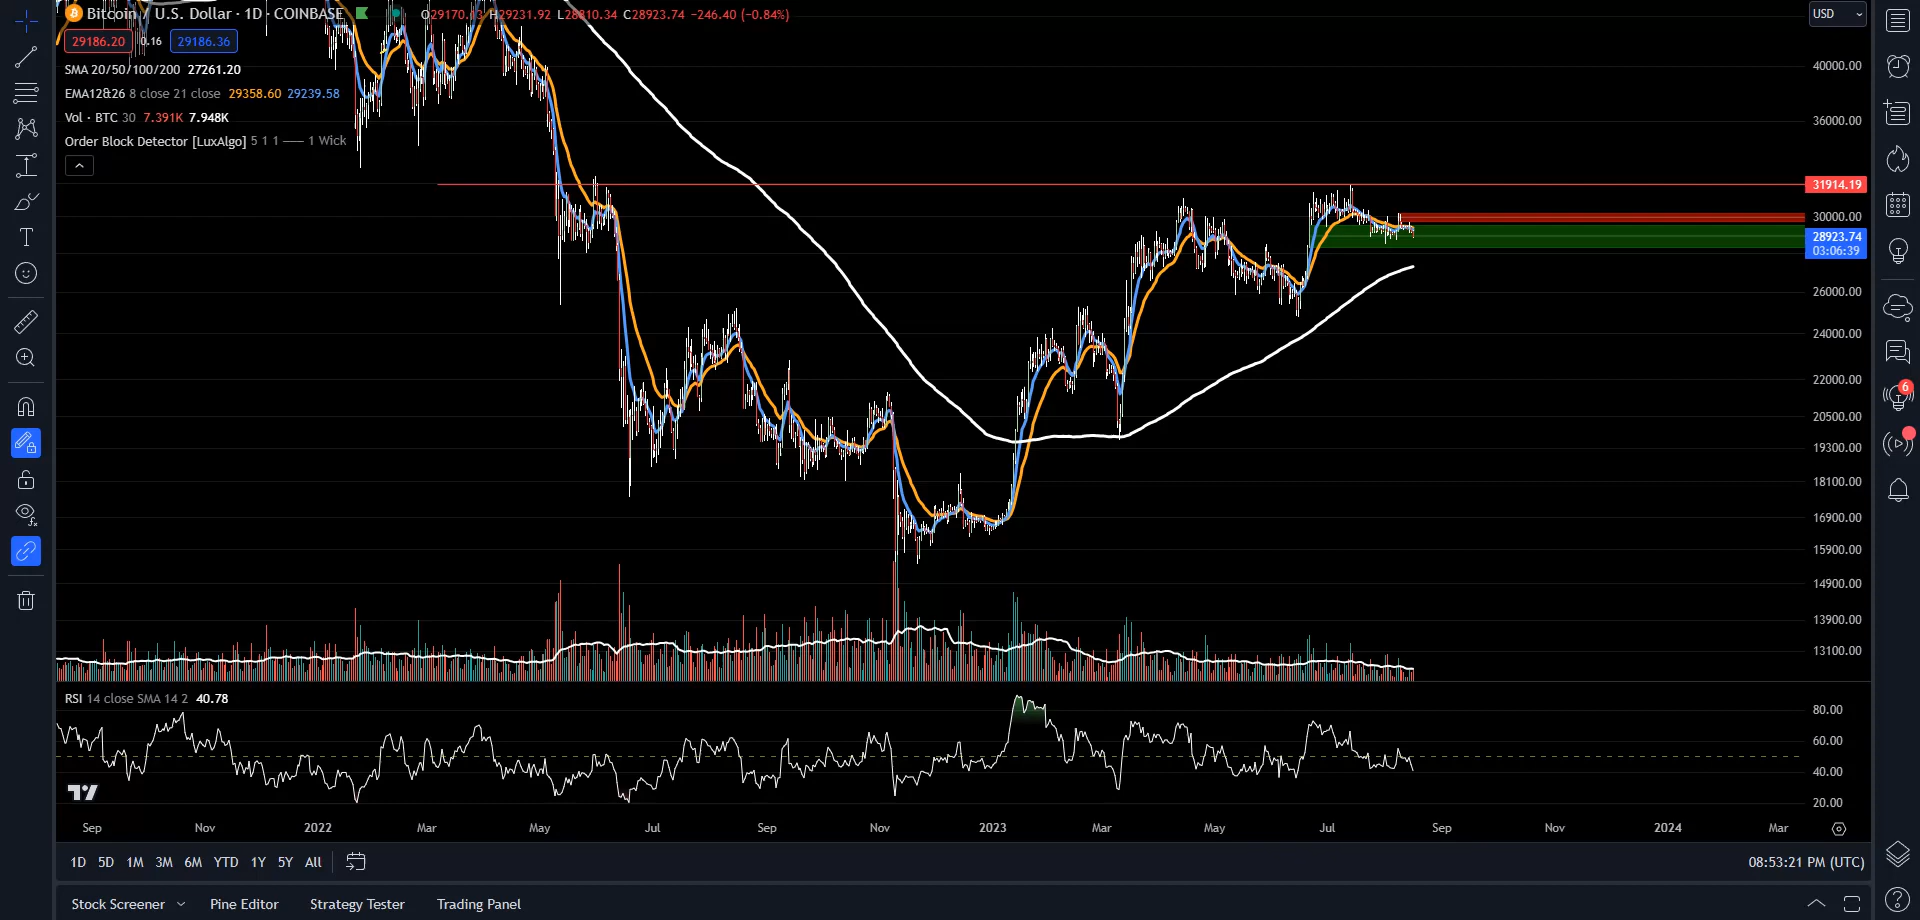 Bitcoin / U.S. Dollar · 1D · COINBASE
H29231.92 L28810.34 C28923.74 −246.40 (−0.84%)
USD
29186.20 0.16 29186.36
SMA 20/50/100/200 27261.20
EMA12&26 8 close 21 close 29358.60 29239.58
Vol · BTC 30 7.391K 7.948K
Order Block Detector [LuxAlgo] 5 1 1 —— 1 Wick
40000.00
36000.00
31914.19
30000.00
28923.74
03:06:39
26000.00
24000.00
22000.00
20500.00
19300.00
18100.00
16900.00
15900.00
14900.00
13900.00
13100.00
6
RSI 14 close SMA 14 2 40.78
80.00
60.00
40.00
20.00
Sep Nov 2022 Mar May Jul Sep Nov 2023 Mar May Jul Sep Nov 2024 Mar
1D 5D 1M 3M 6M YTD 1Y 5Y All
08:53:21 PM (UTC)
Stock Screener Pine Editor Strategy Tester Trading Panel